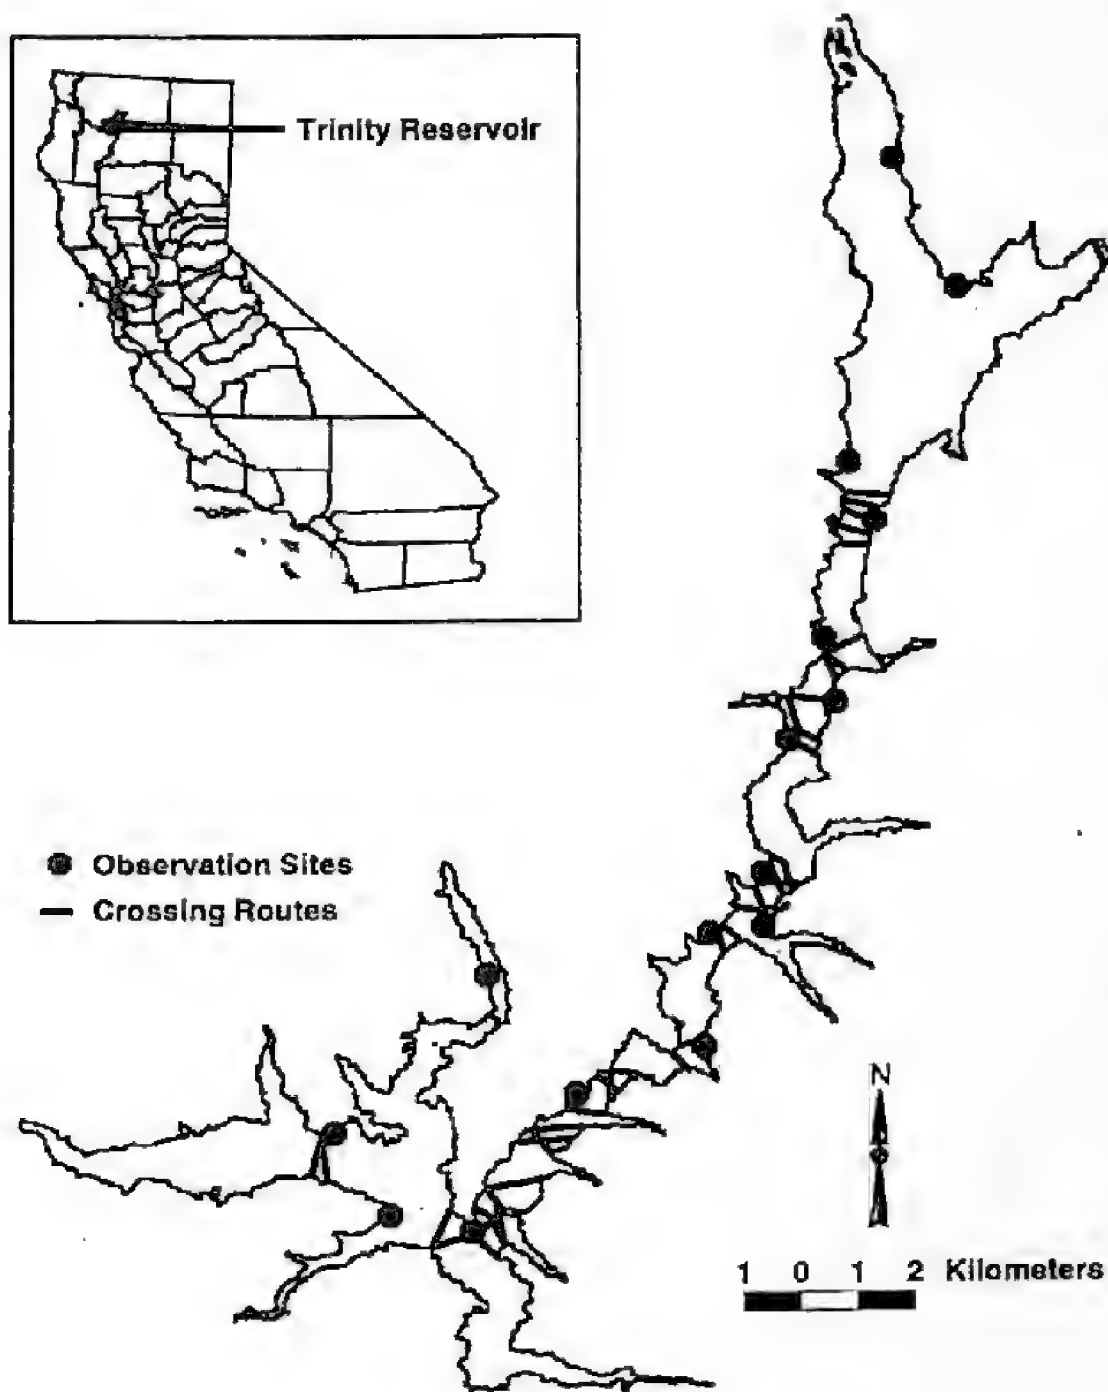 Trinity Reservoir
Observation Sites
Crossing Routes
N
1 0 1 2 Kilometers